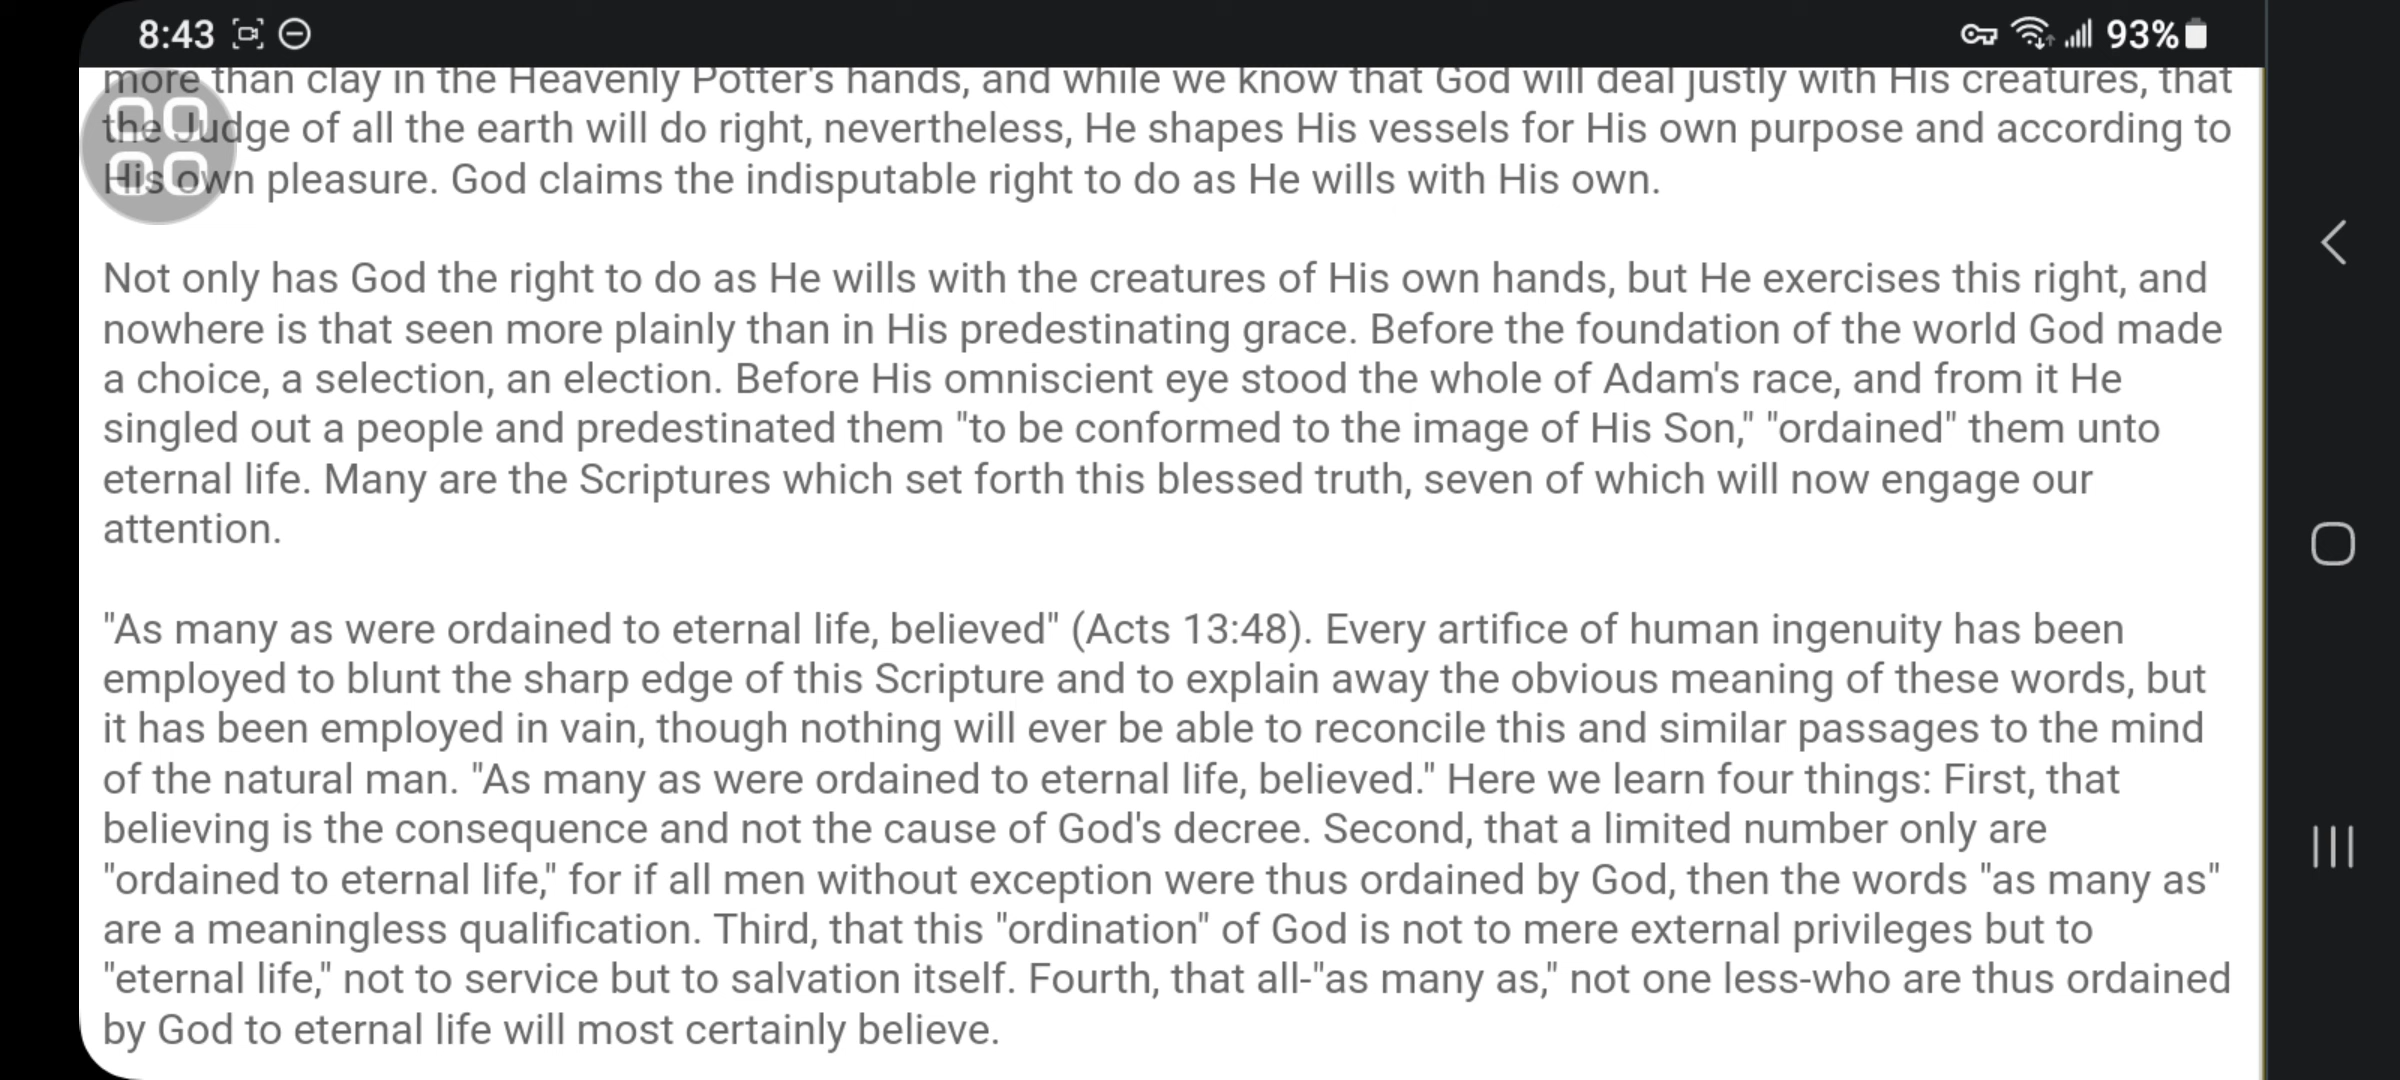 8:43
93%
more than clay in the Heavenly Potter's hands, and while we know that God will deal justly with His creatures, that
the Judge of all the earth will do right, nevertheless, He shapes His vessels for His own purpose and according to
His own pleasure. God claims the indisputable right to do as He wills with His own.
Not only has God the right to do as He wills with the creatures of His own hands, but He exercises this right, and
nowhere is that seen more plainly than in His predestinating grace. Before the foundation of the world God made
a choice, a selection, an election. Before His omniscient eye stood the whole of Adam's race, and from it He
singled out a people and predestinated them "to be conformed to the image of His Son," "ordained" them unto
eternal life. Many are the Scriptures which set forth this blessed truth, seven of which will now engage our
attention.
"As many as were ordained to eternal life, believed" (Acts 13:48). Every artifice of human ingenuity has been
employed to blunt the sharp edge of this Scripture and to explain away the obvious meaning of these words, but
it has been employed in vain, though nothing will ever be able to reconcile this and similar passages to the mind
of the natural man. "As many as were ordained to eternal life, believed." Here we learn four things: First, that
believing is the consequence and not the cause of God's decree. Second, that a limited number only are
"ordained to eternal life," for if all men without exception were thus ordained by God, then the words "as many as"
are a meaningless qualification. Third, that this "ordination" of God is not to mere external privileges but to
"eternal life," not to service but to salvation itself. Fourth, that all-"as many as," not one less-who are thus ordained
by God to eternal life will most certainly believe.